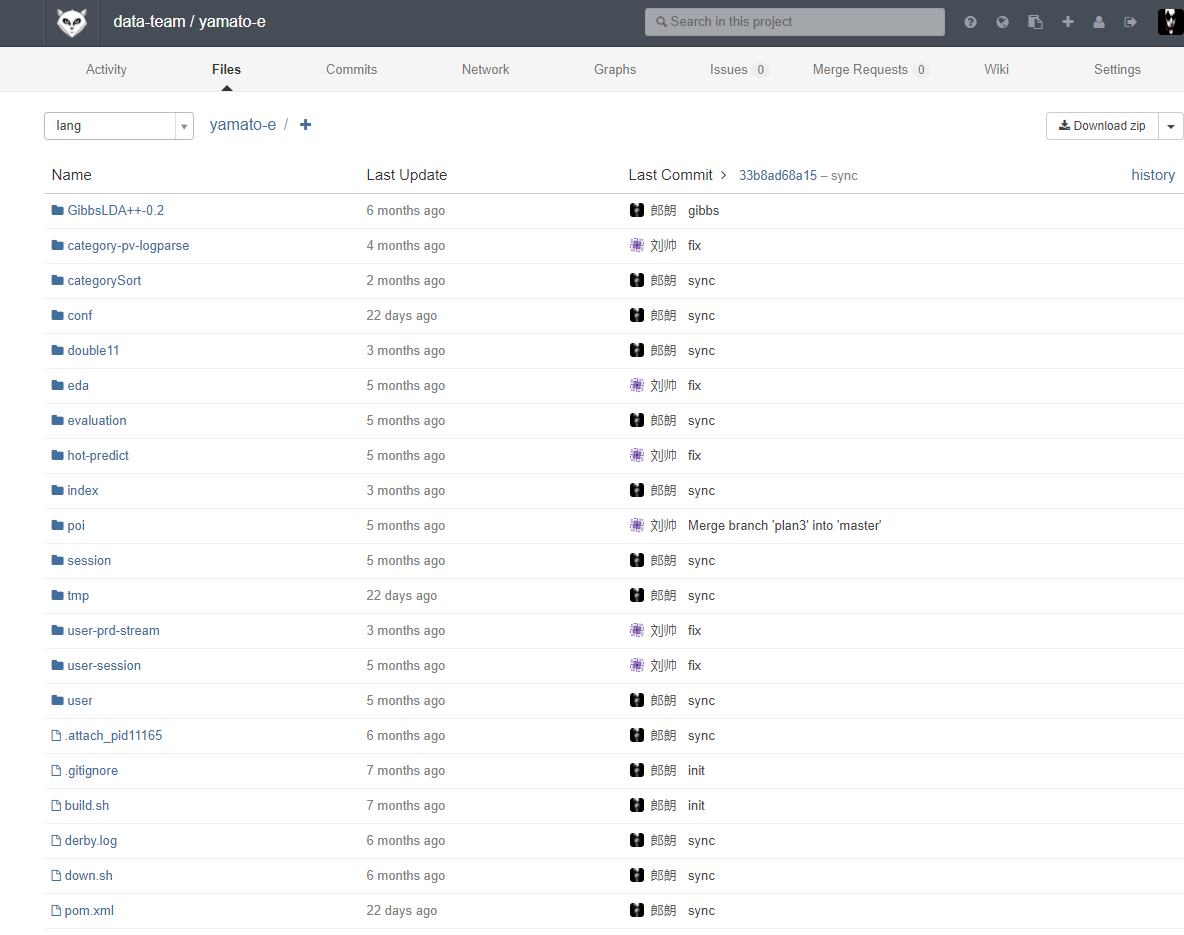 data-team / yamato-e Search in this project
Activity Files Commits Network Graphs Issues 0 Merge Requests 0 Wiki Settings
lang yamato-e / Download zip
Name Last Update Last Commit 33b8ad68a15 – sync history
GibbsLDA++-0.2 6 months ago 郎朗 gibbs
category-pv-logparse 4 months ago 刘帅 fix
categorySort 2 months ago 郎朗 sync
conf 22 days ago 郎朗 sync
double11 3 months ago 郎朗 sync
eda 5 months ago 刘帅 fix
evaluation 5 months ago 郎朗 sync
hot-predict 5 months ago 刘帅 fix
index 3 months ago 郎朗 sync
poi 5 months ago 刘帅 Merge branch 'plan3' into 'master'
session 5 months ago 郎朗 sync
tmp 22 days ago 郎朗 sync
user-prd-stream 3 months ago 刘帅 fix
user-session 5 months ago 刘帅 fix
user 5 months ago 郎朗 sync
.attach_pid11165 6 months ago 郎朗 sync
.gitignore 7 months ago 郎朗 init
build.sh 7 months ago 郎朗 init
derby.log 6 months ago 郎朗 sync
down.sh 6 months ago 郎朗 sync
pom.xml 22 days ago 郎朗 sync